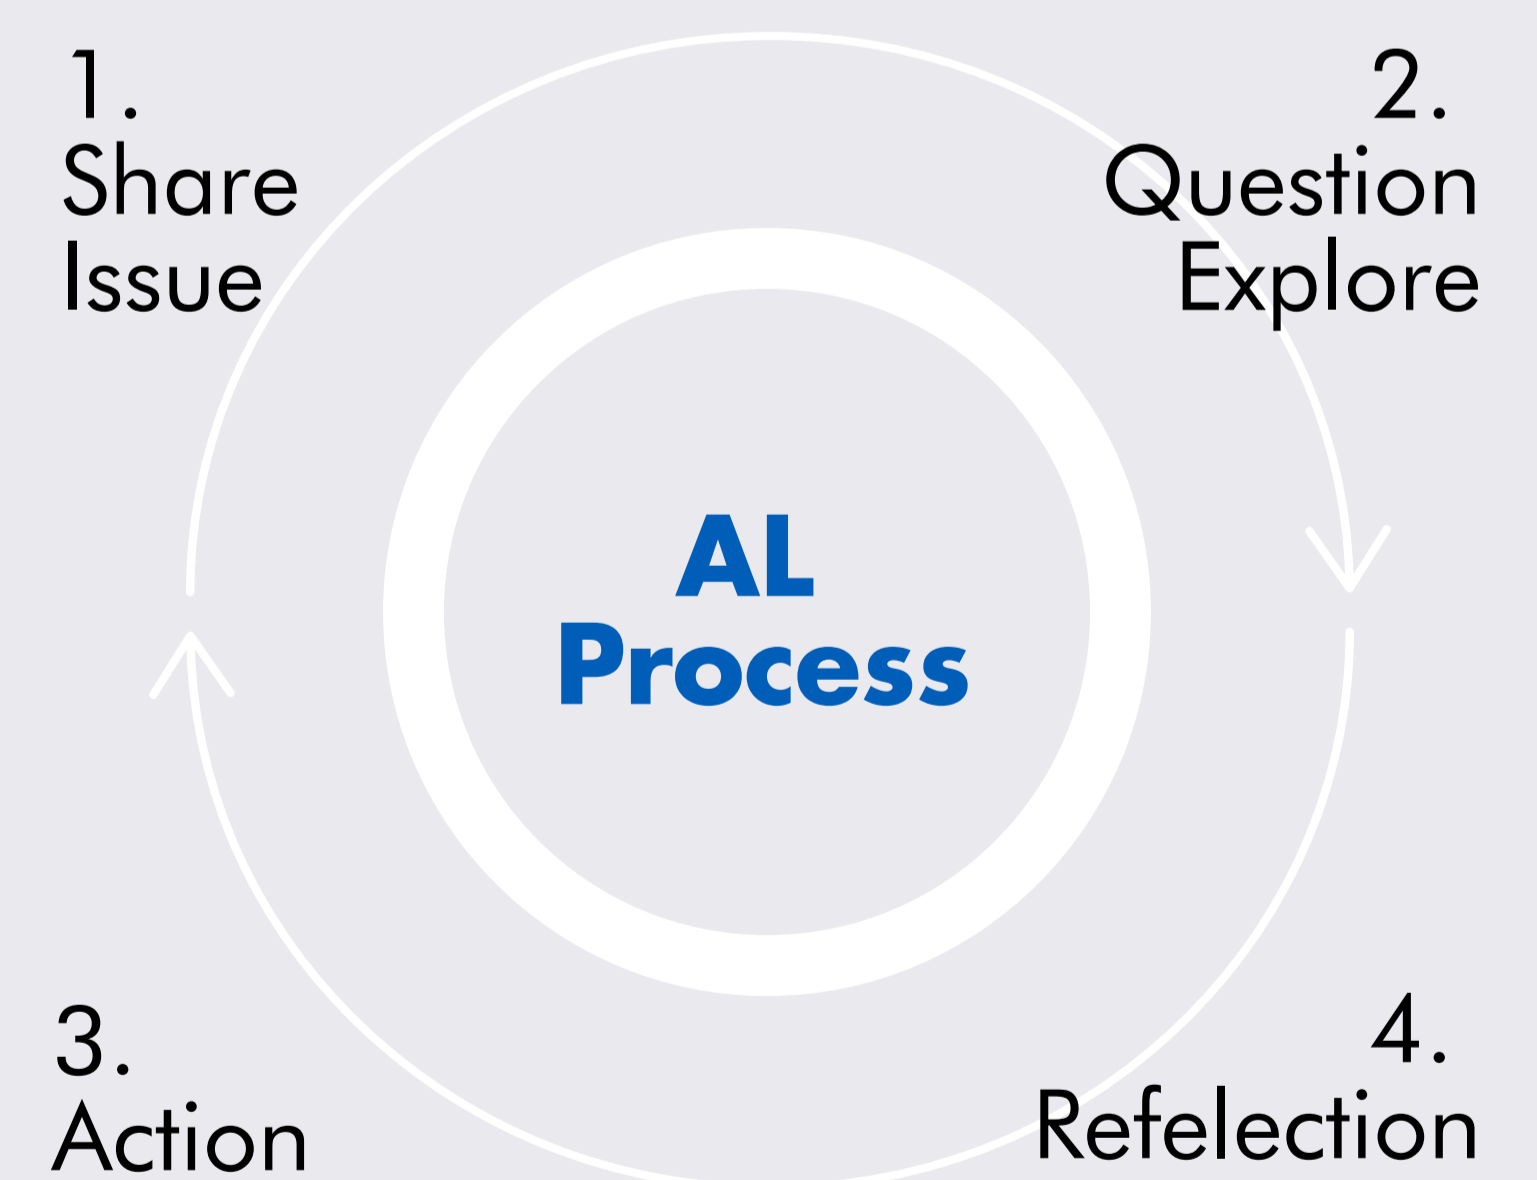 1.
Share
Issue
2.
Question
Explore
AL
Process
3.
Action
4.
Refelection